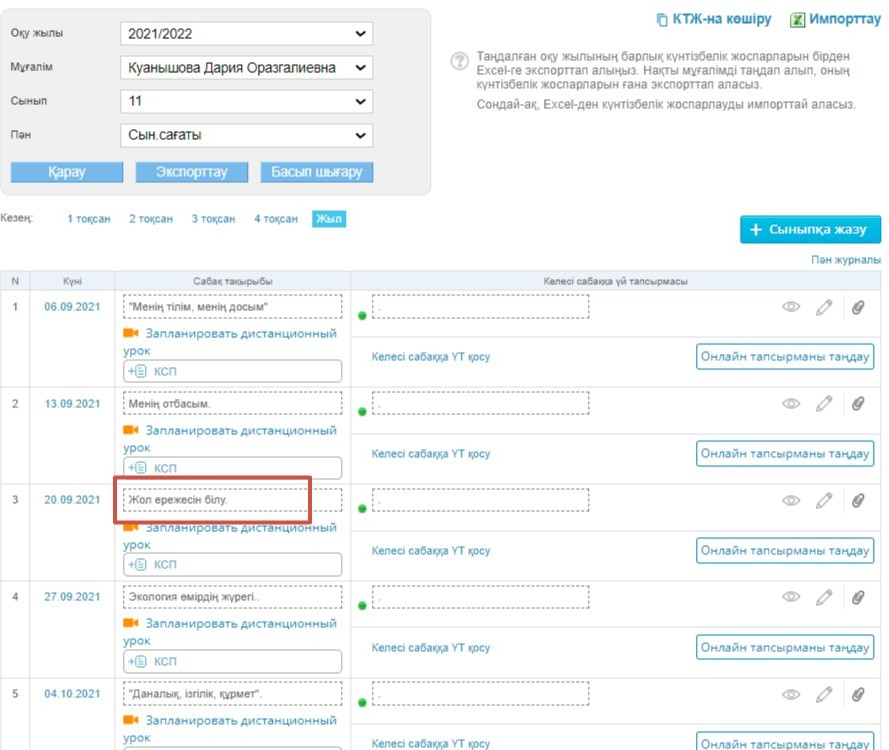 КТЖ-на көшіру Импорттау
Оқу жылы 2021/2022
Мұғалім Куанышова Дария Оразгалиевна
Сынып 11
Пән Сын.сағаты
Қарау Экспорттау Басып шығару
? Таңдалған оқу жылының барлық күнтізбелік жоспарларын бірден
Excel-ге экспорттап алыңыз. Нақты мұғалімді таңдап алып, оның
күнтізбелік жоспарларын ғана экспорттап аласыз.
Сондай-ақ, Excel-ден күнтізбелік жоспарлауды импорттай аласыз.
Кезең: 1 тоқсан 2 тоқсан 3 тоқсан 4 тоқсан Жыл
+ Сыныпқа жазу
Пән журналы
N Күні Сабақ тақырыбы Келесі сабаққа үй тапсырмасы
1 06.09.2021 "Менің тілім, менің досым" .
Запланировать дистанционный
урок
Келесі сабаққа ҮТ қосу Онлайн тапсырманы таңдау
КСП
2 13.09.2021 Менің отбасым. .
Запланировать дистанционный
урок
Келесі сабаққа ҮТ қосу Онлайн тапсырманы таңдау
КСП
3 20.09.2021 Жол ережесін білу. .
Запланировать дистанционный
урок
Келесі сабаққа ҮТ қосу Онлайн тапсырманы таңдау
КСП
4 27.09.2021 Экология өмірдің жүрегі.. .
Запланировать дистанционный
урок
Келесі сабаққа ҮТ қосу Онлайн тапсырманы таңдау
КСП
5 04.10.2021 "Даналық, ізгілік, құрмет". .
Запланировать дистанционный
урок
Келесі сабаққа ҮТ қосу Онлайн тапсырманы таңдау